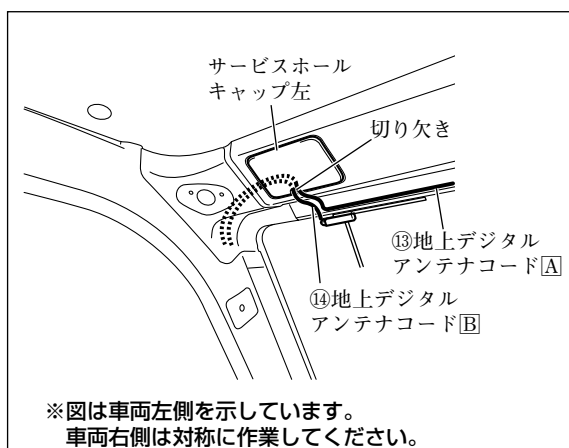 サービスホール
キャップ左
切り欠き
⑬地上デジタル
アンテナコードA
⑭地上デジタル
アンテナコードB
※図は車両左側を示しています。
車両右側は対称に作業してください。